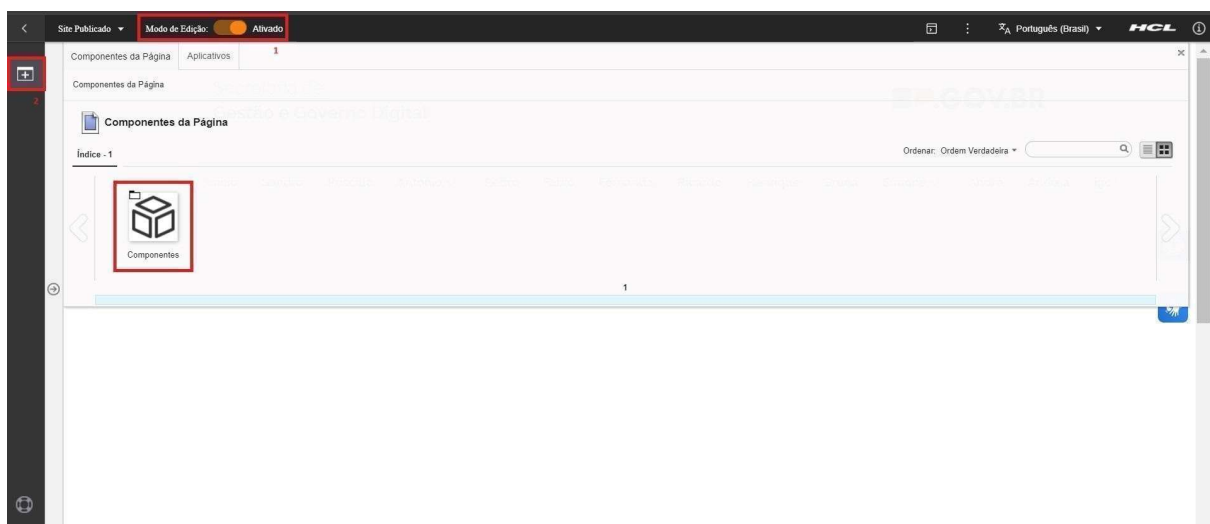 Site Publicado
Modo de Edição: Ativado
Português (Brasil)
HCL
1
2
Componentes da Página
Aplicativos
Componentes da Página
Componentes da Página
Índice - 1
Ordenar: Ordem Verdadeira
Componentes
1